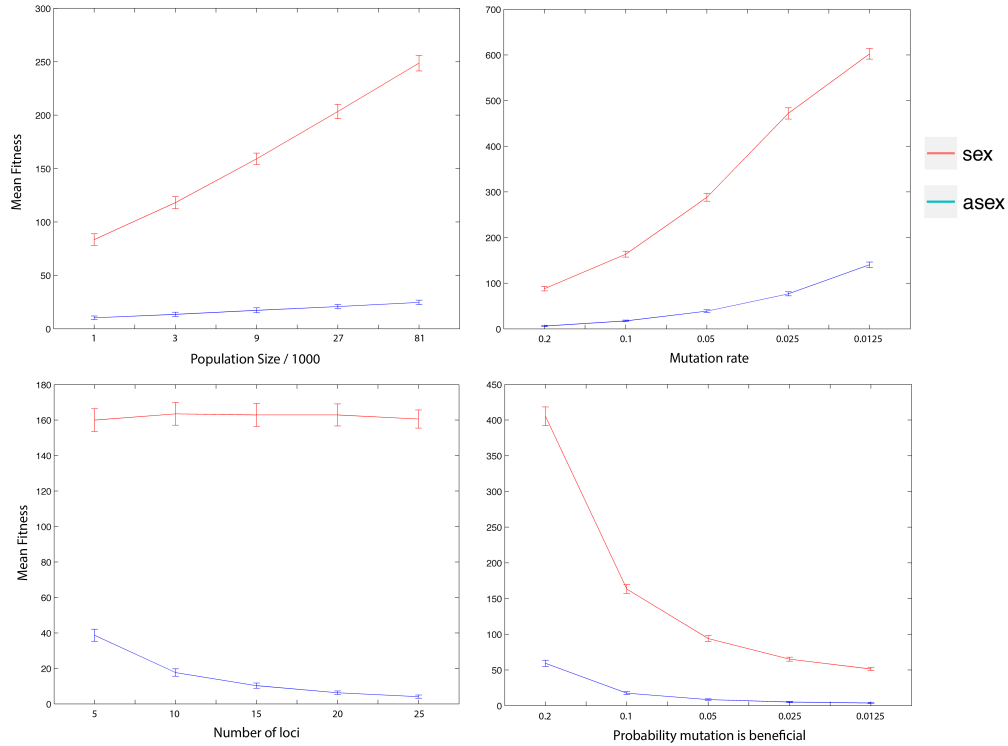 300
250
200
150
100
50
0
Mean Fitness
1 3 9 27 81
Population Size / 1000
700
600
500
400
300
200
100
0
0.2 0.1 0.05 0.025 0.0125
Mutation rate
sex
asex
180
160
140
120
100
80
60
40
20
0
Mean Fitness
5 10 15 20 25
Number of loci
450
400
350
300
250
200
150
100
50
0
0.2 0.1 0.05 0.025 0.0125
Probability mutation is beneficial